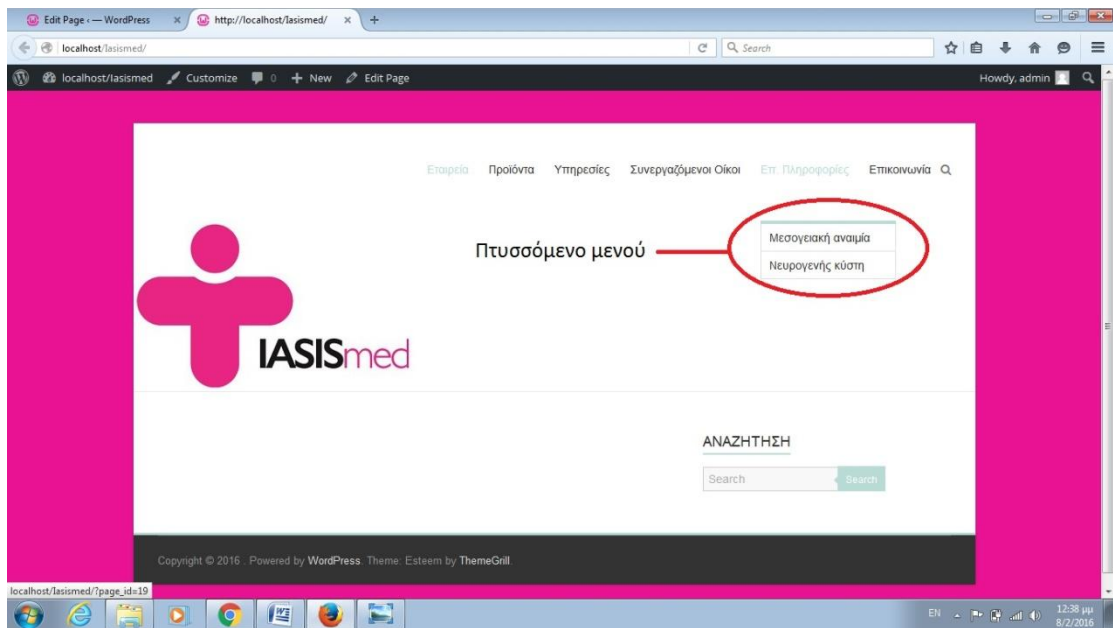 Edit Page ‹ — WordPress
http://localhost/Iasismed/
localhost/Iasismed/
Search
localhost/Iasismed Customize 0 New Edit Page
Howdy, admin
Εταιρεία Προϊόντα Υπηρεσίες Συνεργαζόμενοι Οίκοι Επ. Πληροφορίες Επικοινωνία
Πτυσσόμενο μενού
Μεσογειακή αναιμία
Νευρογενής κύστη
IASISmed
ΑΝΑΖΗΤΗΣΗ
Search
Search
Copyright © 2016 . Powered by WordPress. Theme: Esteem by ThemeGrill.
localhost/Iasismed/?page_id=19
EN
12:38 μμ
8/2/2016